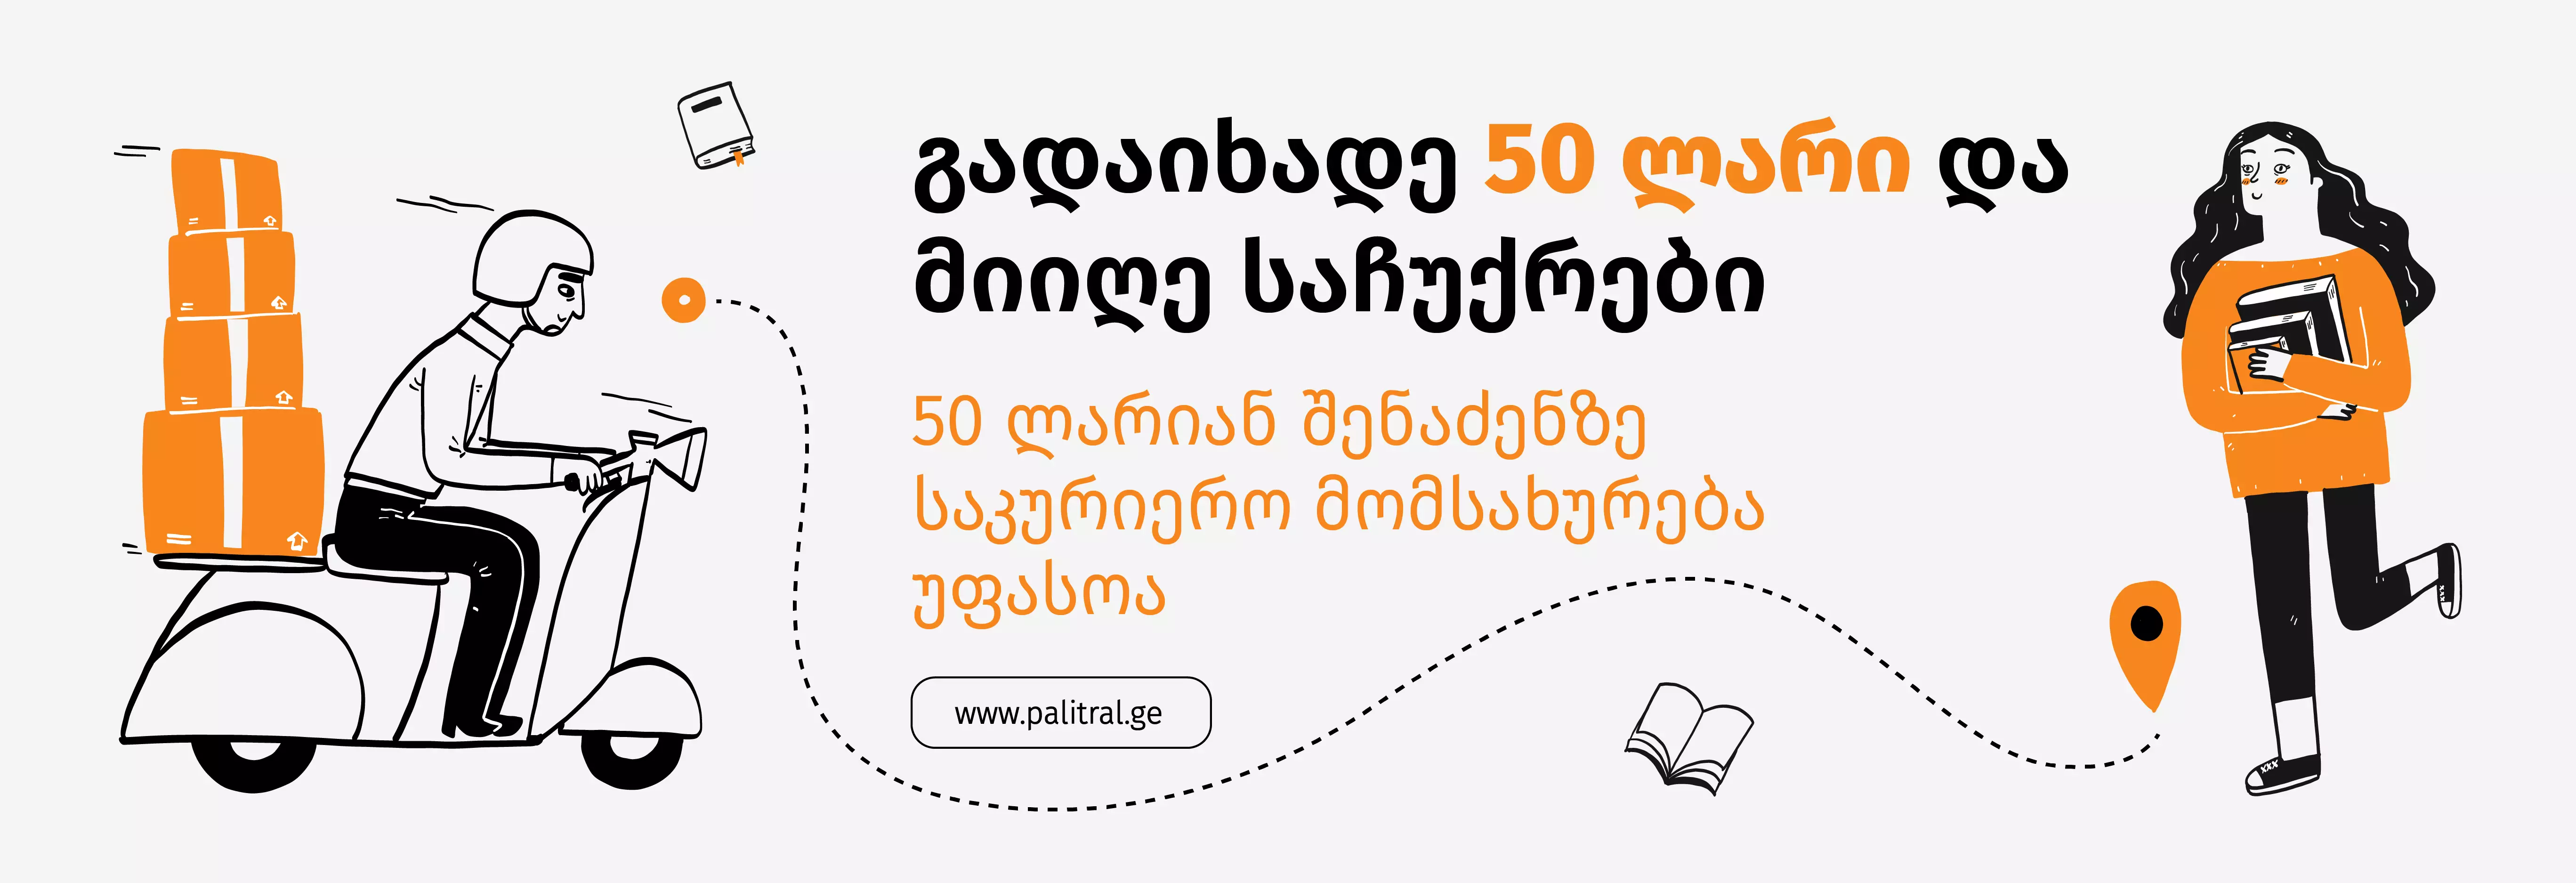 გადაიხადე 50 ლარი და
მიიღე საჩუქრები
50 ლარიან შენაძენზე
საკურიერო მომსახურება
უფასოა
www.palitral.ge